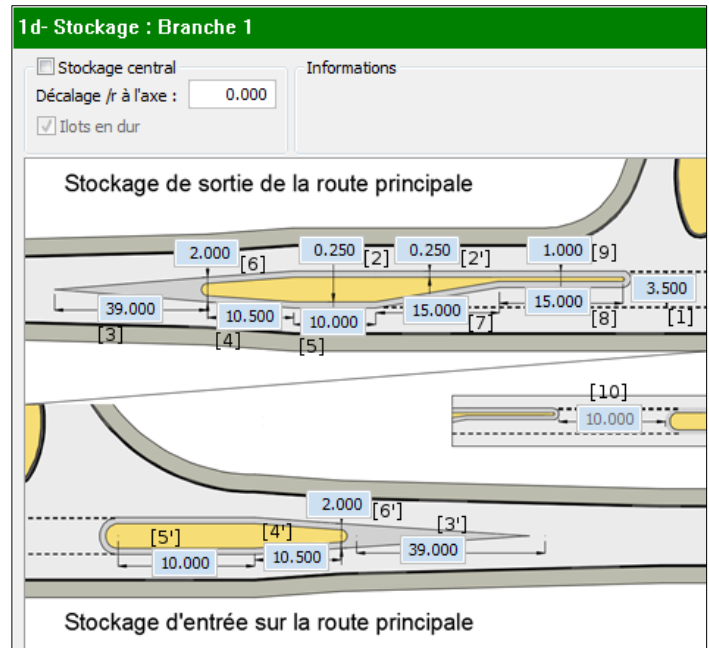 1d- Stockage : Branche 1
Stockage central
Informations
Décalage /r à l'axe : 0.000
Ilots en dur
Stockage de sortie de la route principale
2.000 [6] 0.250 [2] 0.250 [2'] 1.000 [9]
39.000 [3] 10.500 [4] 10.000 [5] 15.000 [7] 15.000 [8] 3.500 [1]
[10]
10.000
2.000 [6']
[5'] [4'] [3']
10.000 10.500 39.000
Stockage d'entrée sur la route principale